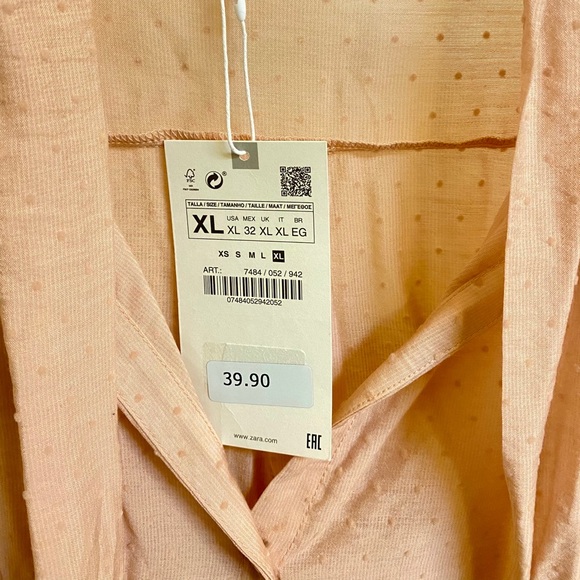 FSC
TALLA / SIZE / TAMANHO / TAILLE / MAAT / ΜΕΓΕΘΟΣ
XL USA MEX UK IT BR
XL 32 XL XL EG
XS S M L XL
ART.: 7484 / 052 / 942
07484052942052
39.90
www.zara.com
EAC